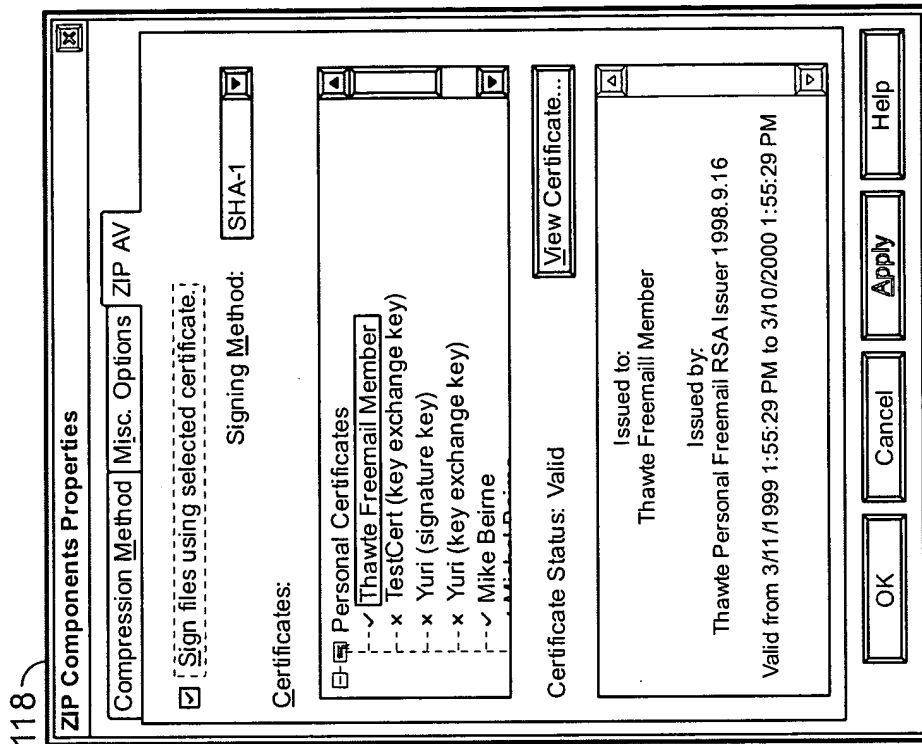 118
ZIP Components Properties
Compression Method Misc. Options ZIP AV
Sign files using selected certificate.
Signing Method: SHA-1
Certificates:
Personal Certificates
Thawte Freemail Member
TestCert (key exchange key)
Yuri (signature key)
Yuri (key exchange key)
Mike Beirne
Certificate Status: Valid View Certificate...
Issued to:
Thawte Freemaill Member
Issued by:
Thawte Personal Freemail RSA Issuer 1998.9.16
Valid from 3/11/1999 1:55:29 PM to 3/10/2000 1:55:29 PM
OK Cancel Apply Help